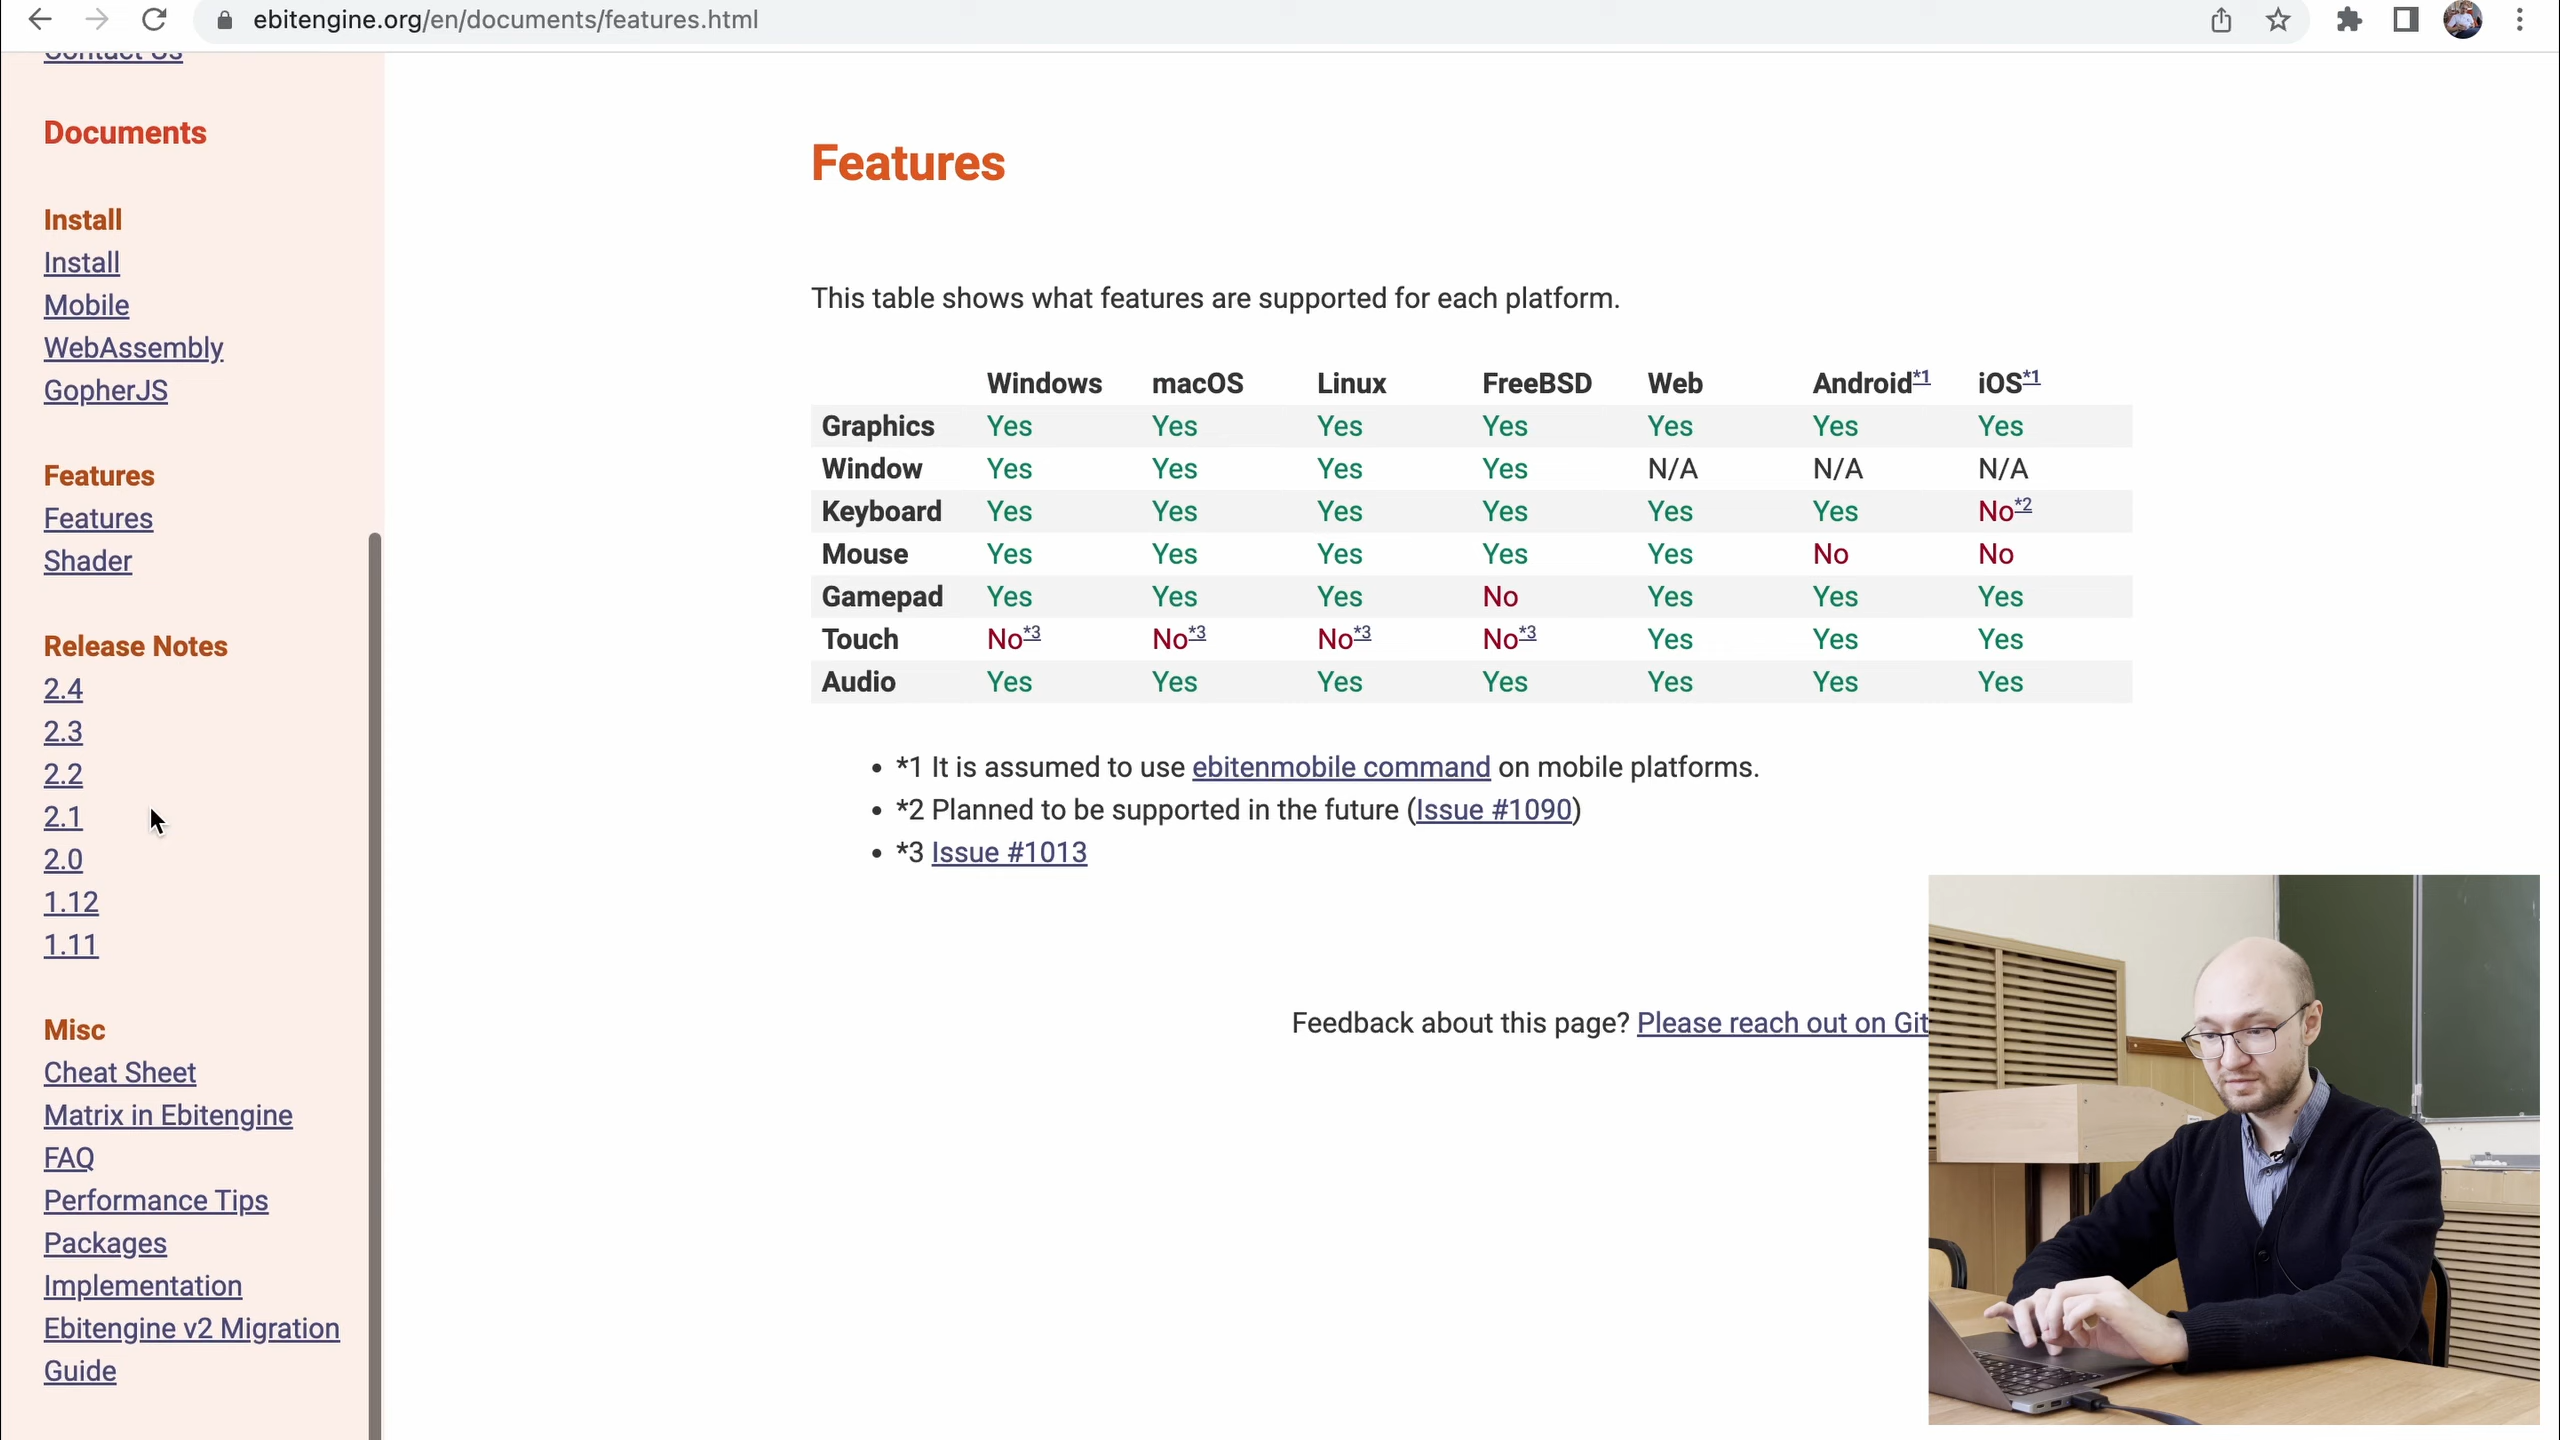 ebitengine.org/en/documents/features.html
Contact Us
Documents
Install
Install
Mobile
WebAssembly
GopherJS
Features
Features
Shader
Release Notes
2.4
2.3
2.2
2.1
2.0
1.12
1.11
Misc
Cheat Sheet
Matrix in Ebitengine
FAQ
Performance Tips
Packages
Implementation
Ebitengine v2 Migration
Guide
Features
This table shows what features are supported for each platform.
Windows macOS Linux FreeBSD Web Android*1 iOS*1
Graphics Yes Yes Yes Yes Yes Yes Yes
Window Yes Yes Yes Yes N/A N/A N/A
Keyboard Yes Yes Yes Yes Yes Yes No*2
Mouse Yes Yes Yes Yes Yes No No
Gamepad Yes Yes Yes No Yes Yes Yes
Touch No*3 No*3 No*3 No*3 Yes Yes Yes
Audio Yes Yes Yes Yes Yes Yes Yes
• *1 It is assumed to use ebitenmobile command on mobile platforms.
• *2 Planned to be supported in the future (Issue #1090)
• *3 Issue #1013
Feedback about this page? Please reach out on Git